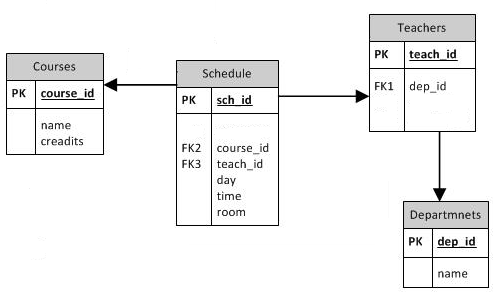 Courses
PK course_id
name
creadits
Schedule
PK sch_id
FK2 course_id
FK3 teach_id
day
time
room
Teachers
PK teach_id
FK1 dep_id
Departmnets
PK dep_id
name